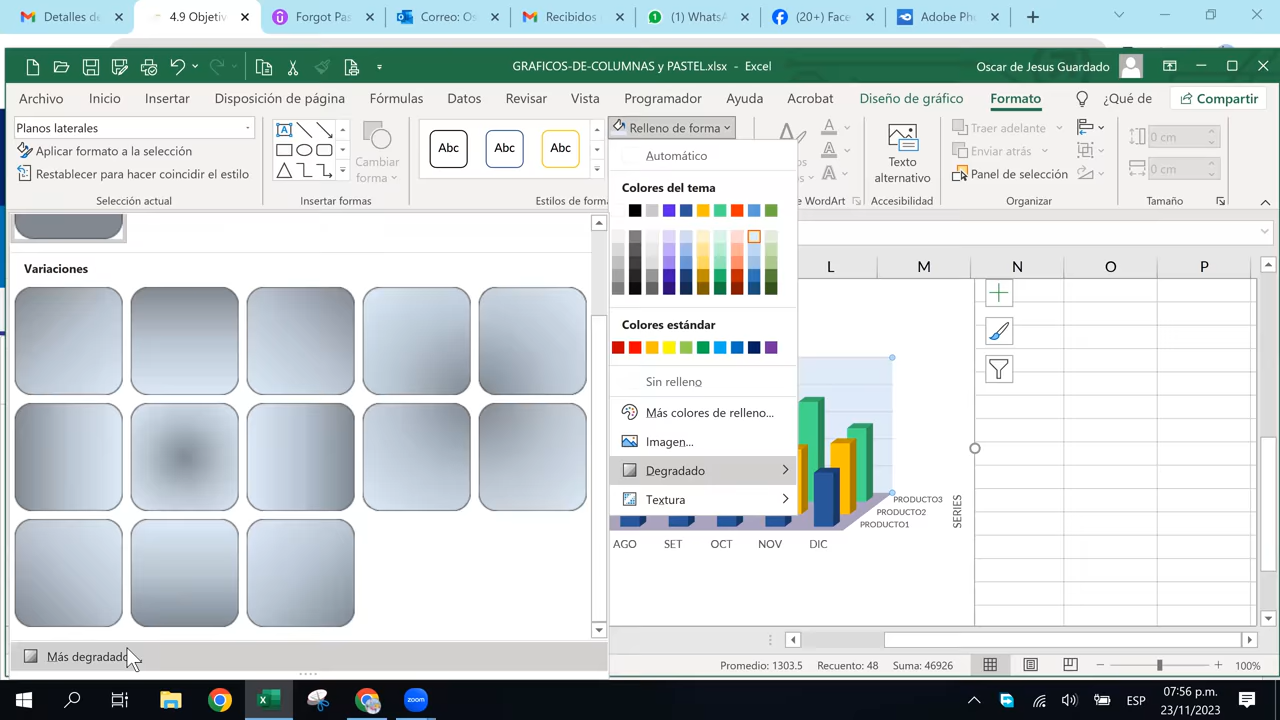 Detalles de
4.9 Objetiv
Forgot Pas
Correo: Os
Recibidos
(1) WhatsA
(20+) Face
Adobe Pho
GRAFICOS-DE-COLUMNAS y PASTEL.xlsx - Excel
Oscar de Jesus Guardado
Archivo
Inicio
Insertar
Disposición de página
Fórmulas
Datos
Revisar
Vista
Programador
Ayuda
Acrobat
Diseño de gráfico
Formato
¿Qué de
Compartir
Planos laterales
Aplicar formato a la selección
Restablecer para hacer coincidir el estilo
Selección actual
Cambiar
forma
Insertar formas
Abc
Abc
Abc
Estilos de forma
Relleno de forma
WordArt
Texto
alternativo
Accesibilidad
Traer adelante
Enviar atrás
Panel de selección
Organizar
0 cm
0 cm
Tamaño
Variaciones
Más degradado
Automático
Colores del tema
Colores estándar
Sin relleno
Más colores de relleno...
Imagen...
Degradado
Textura
L
M
N
O
P
PRODUCTO3
PRODUCTO2
PRODUCTO1
SERIES
AGO
SET
OCT
NOV
DIC
Promedio: 1303.5
Recuento: 48
Suma: 46926
100%
zoom
ESP
07:56 p.m.
23/11/2023